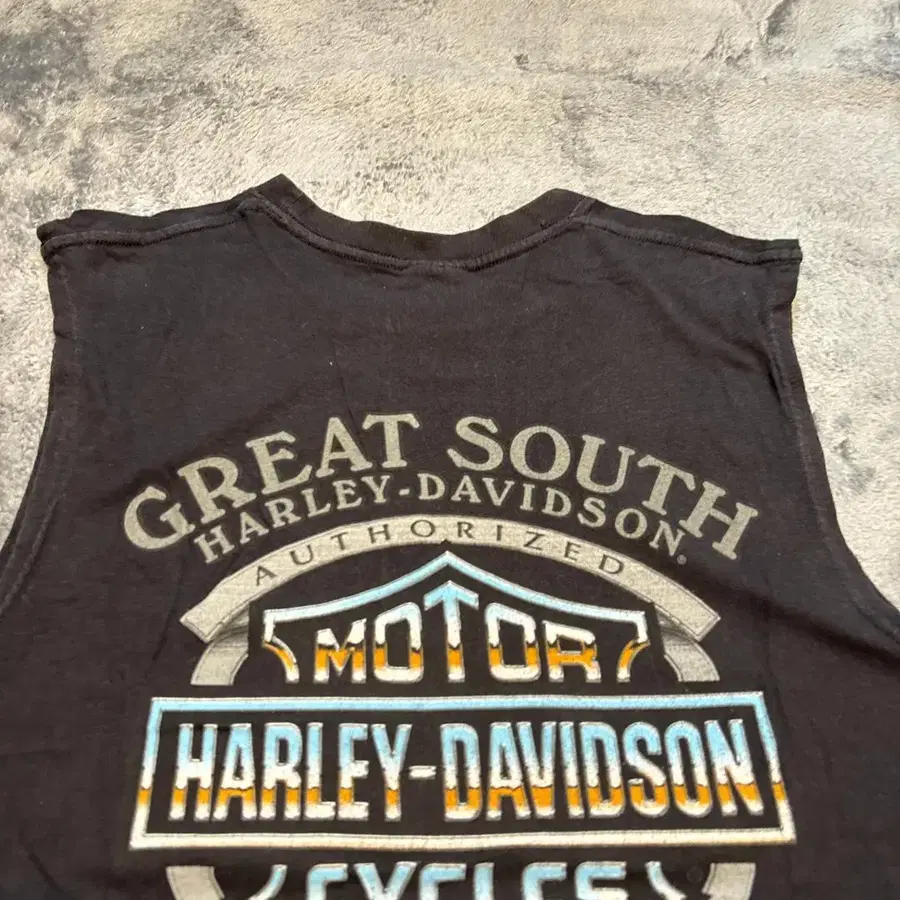 GREAT SOUTH
HARLEY-DAVIDSON®
AUTHORIZED
MOTOR
HARLEY-DAVIDSON
CYCLES